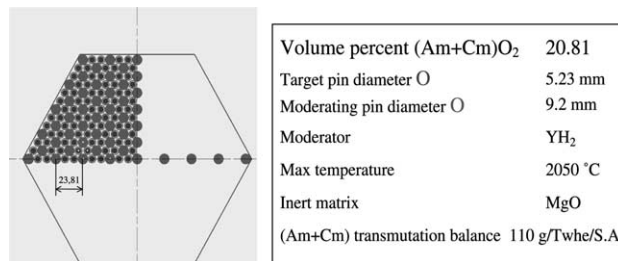 23,81
Volume percent (Am+Cm)O₂ 20.81
Target pin diameter O 5.23 mm
Moderating pin diameter O 9.2 mm
Moderator YH₂
Max temperature 2050 °C
Inert matrix MgO
(Am+Cm) transmutation balance 110 g/Twhe/S.A